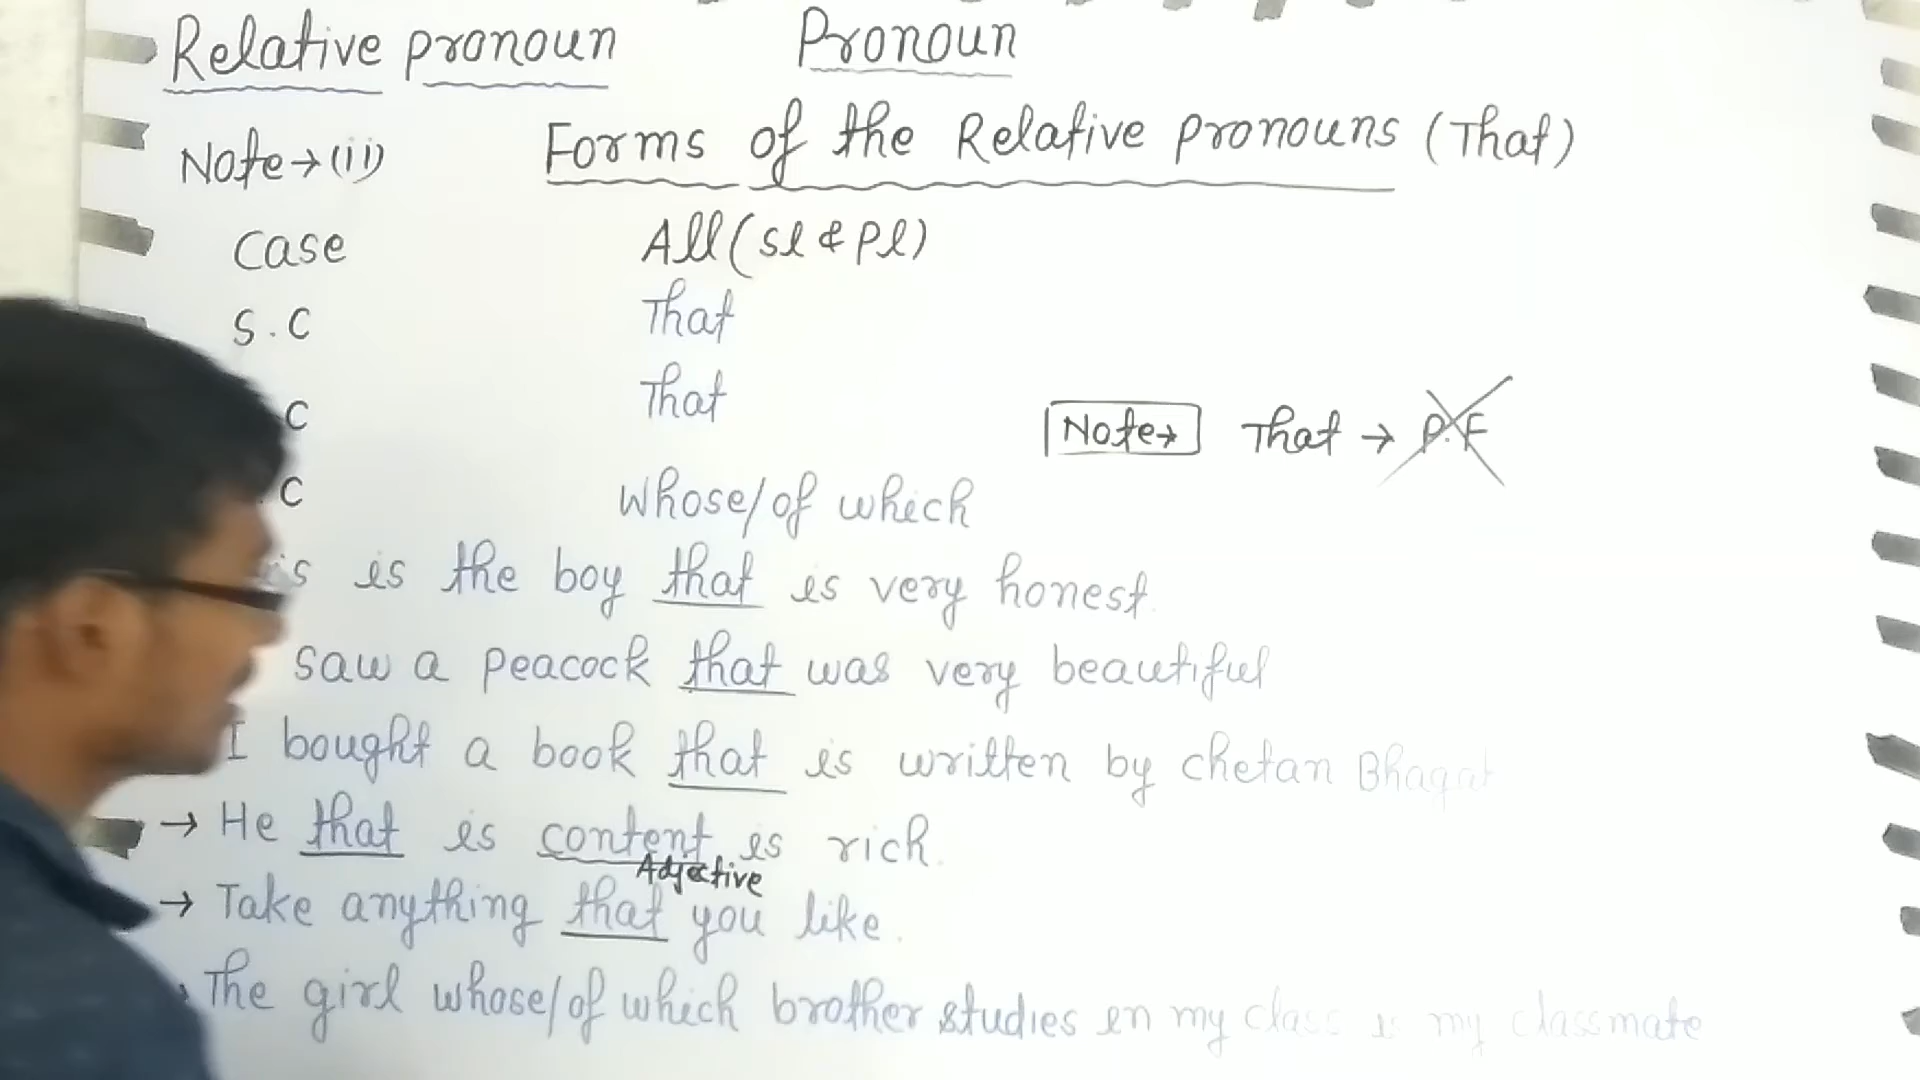 Relative pronoun Pronoun
Note→(ii) Forms of the Relative pronouns (That)
Case All (sl & pl)
S.C That
C That
Note→ That → P.F
C Whose/of which
is is the boy that is very honest.
saw a peacock that was very beautiful
I bought a book that is written by chetan Bhagat
→ He that is content is rich.
Adjective
→ Take anything that you like.
The girl whose/of which brother studies in my class is my classmate